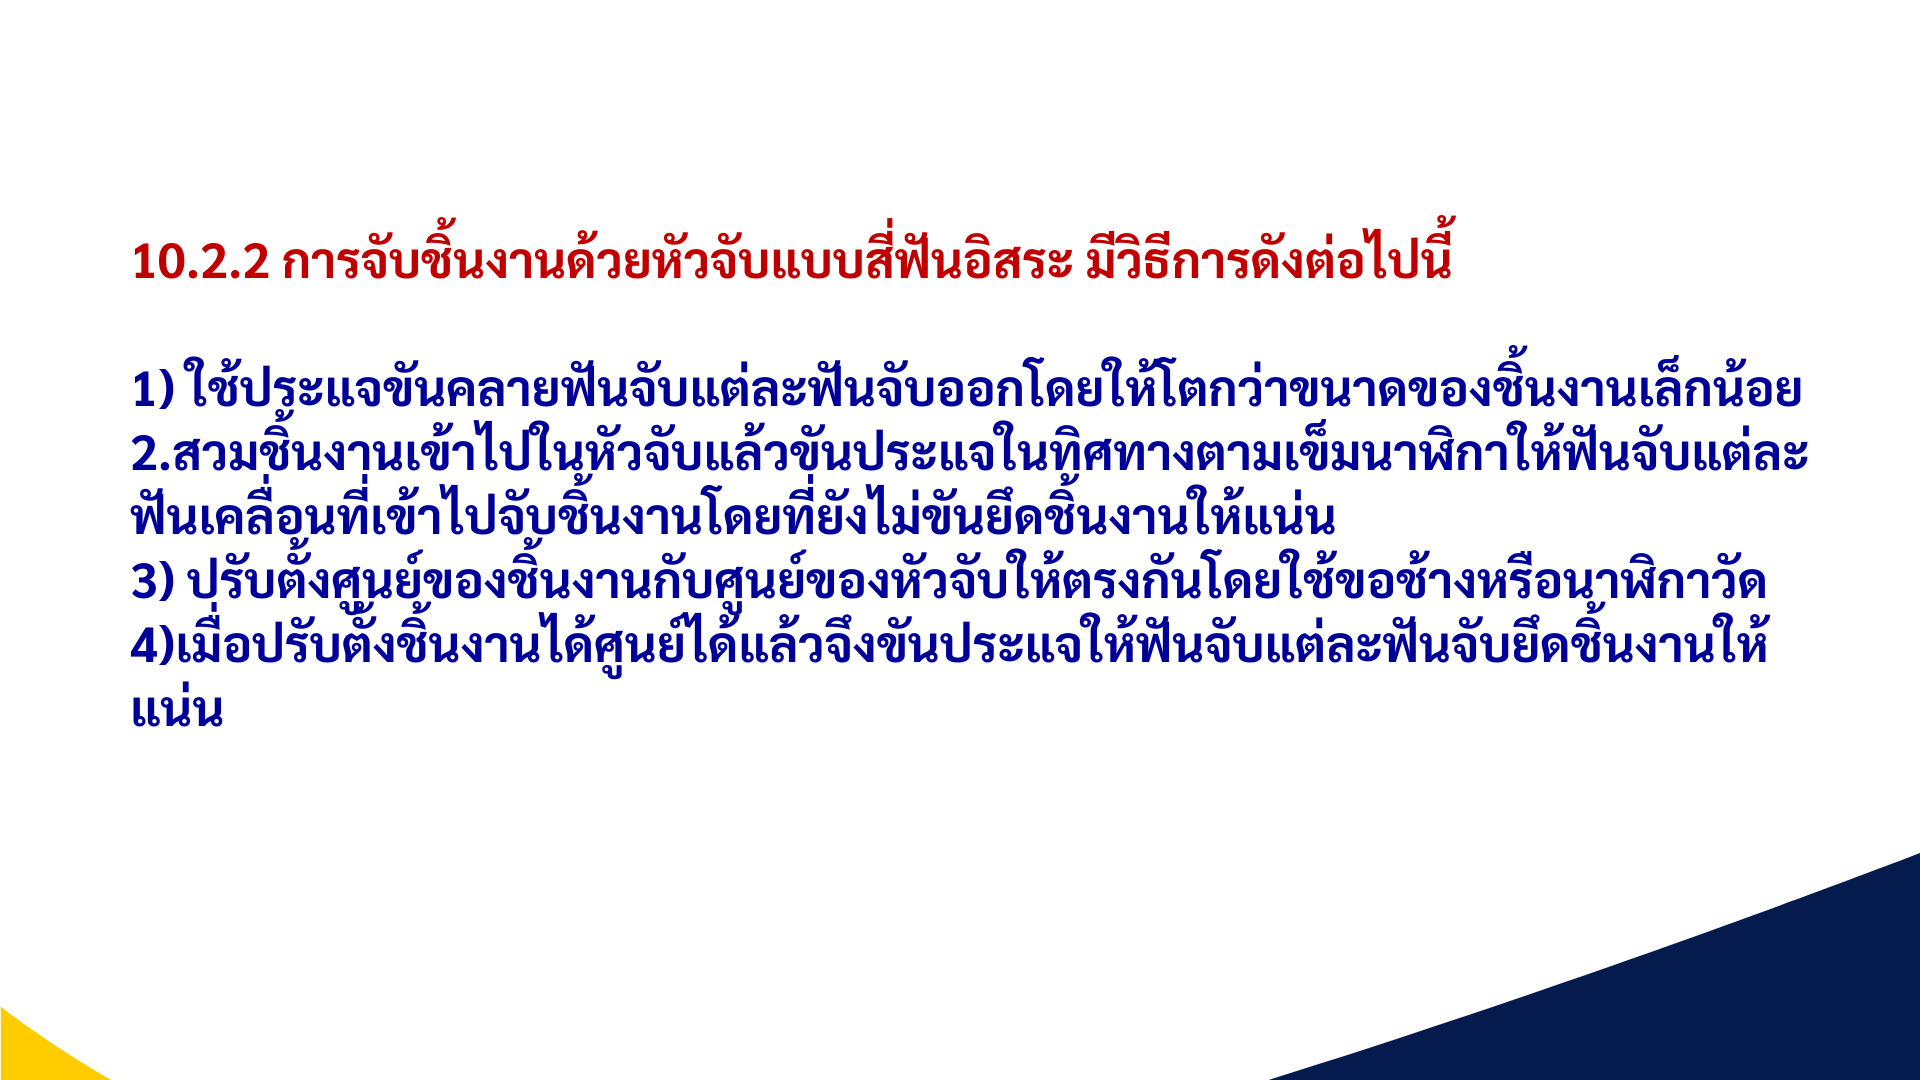 10.2.2 การจับชิ้นงานด้วยหัวจับแบบสี่ฟันอิสระ มีวิธีการดังต่อไปนี้
1) ใช้ประแจขันคลายฟันจับแต่ละฟันจับออกโดยให้โตกว่าขนาดของชิ้นงานเล็กน้อย
2.สวมชิ้นงานเข้าไปในหัวจับแล้วขันประแจในทิศทางตามเข็มนาฬิกาให้ฟันจับแต่ละ
ฟันเคลื่อนที่เข้าไปจับชิ้นงานโดยที่ยังไม่ขันยึดชิ้นงานให้แน่น
3) ปรับตั้งศูนย์ของชิ้นงานกับศูนย์ของหัวจับให้ตรงกันโดยใช้ขอช้างหรือนาฬิกาวัด
4)เมื่อปรับตั้งชิ้นงานได้ศูนย์ได้แล้วจึงขันประแจให้ฟันจับแต่ละฟันจับยึดชิ้นงานให้
แน่น